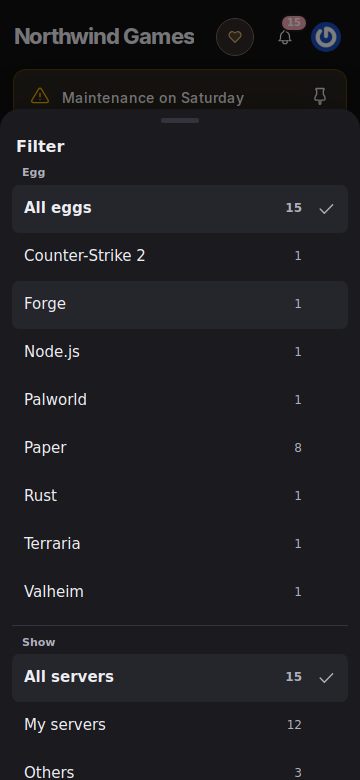 Northwind Games
15
Maintenance on Saturday
Filter
Egg
All eggs 15
Counter-Strike 2 1
Forge 1
Node.js 1
Palworld 1
Paper 8
Rust 1
Terraria 1
Valheim 1
Show
All servers 15
My servers 12
Others 3